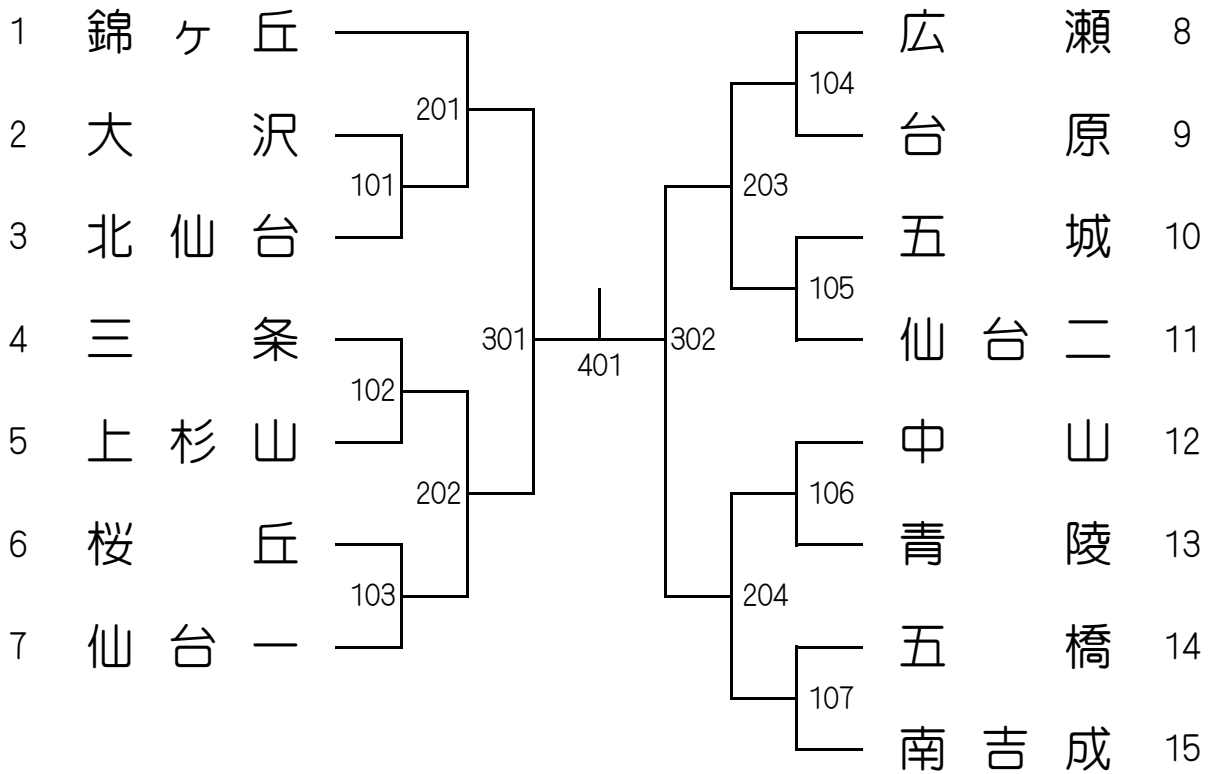 1 錦ヶ丘
広瀬 8
104
201
2 大沢
台原 9
101
203
3 北仙台
五城 10
105
4 三条
301
302
仙台二 11
401
102
5 上杉山
中山 12
202
106
6 桜丘
青陵 13
103
204
7 仙台一
五橋 14
107
南吉成 15